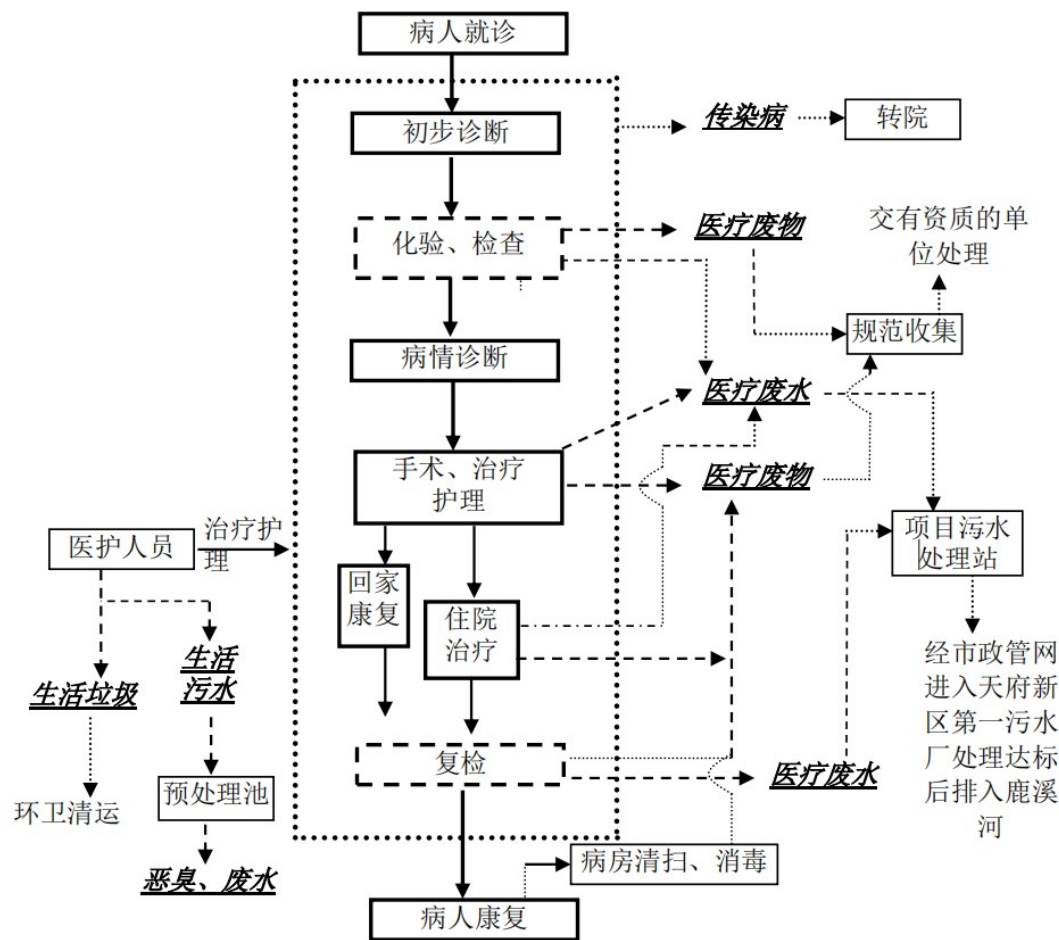 病人就诊
初步诊断
传染病
转院
化验、检查
医疗废物
交有资质的单
位处理
规范收集
病情诊断
医疗废水
手术、治疗
护理
医疗废物
医护人员
治疗护
理
项目污水
处理站
回家
康复
住院
治疗
生活
污水
生活垃圾
经市政管网
进入天府新
区第一污水
厂处理达标
后排入鹿溪
河
复检
医疗废水
预处理池
环卫清运
病房清扫、消毒
恶臭、废水
病人康复